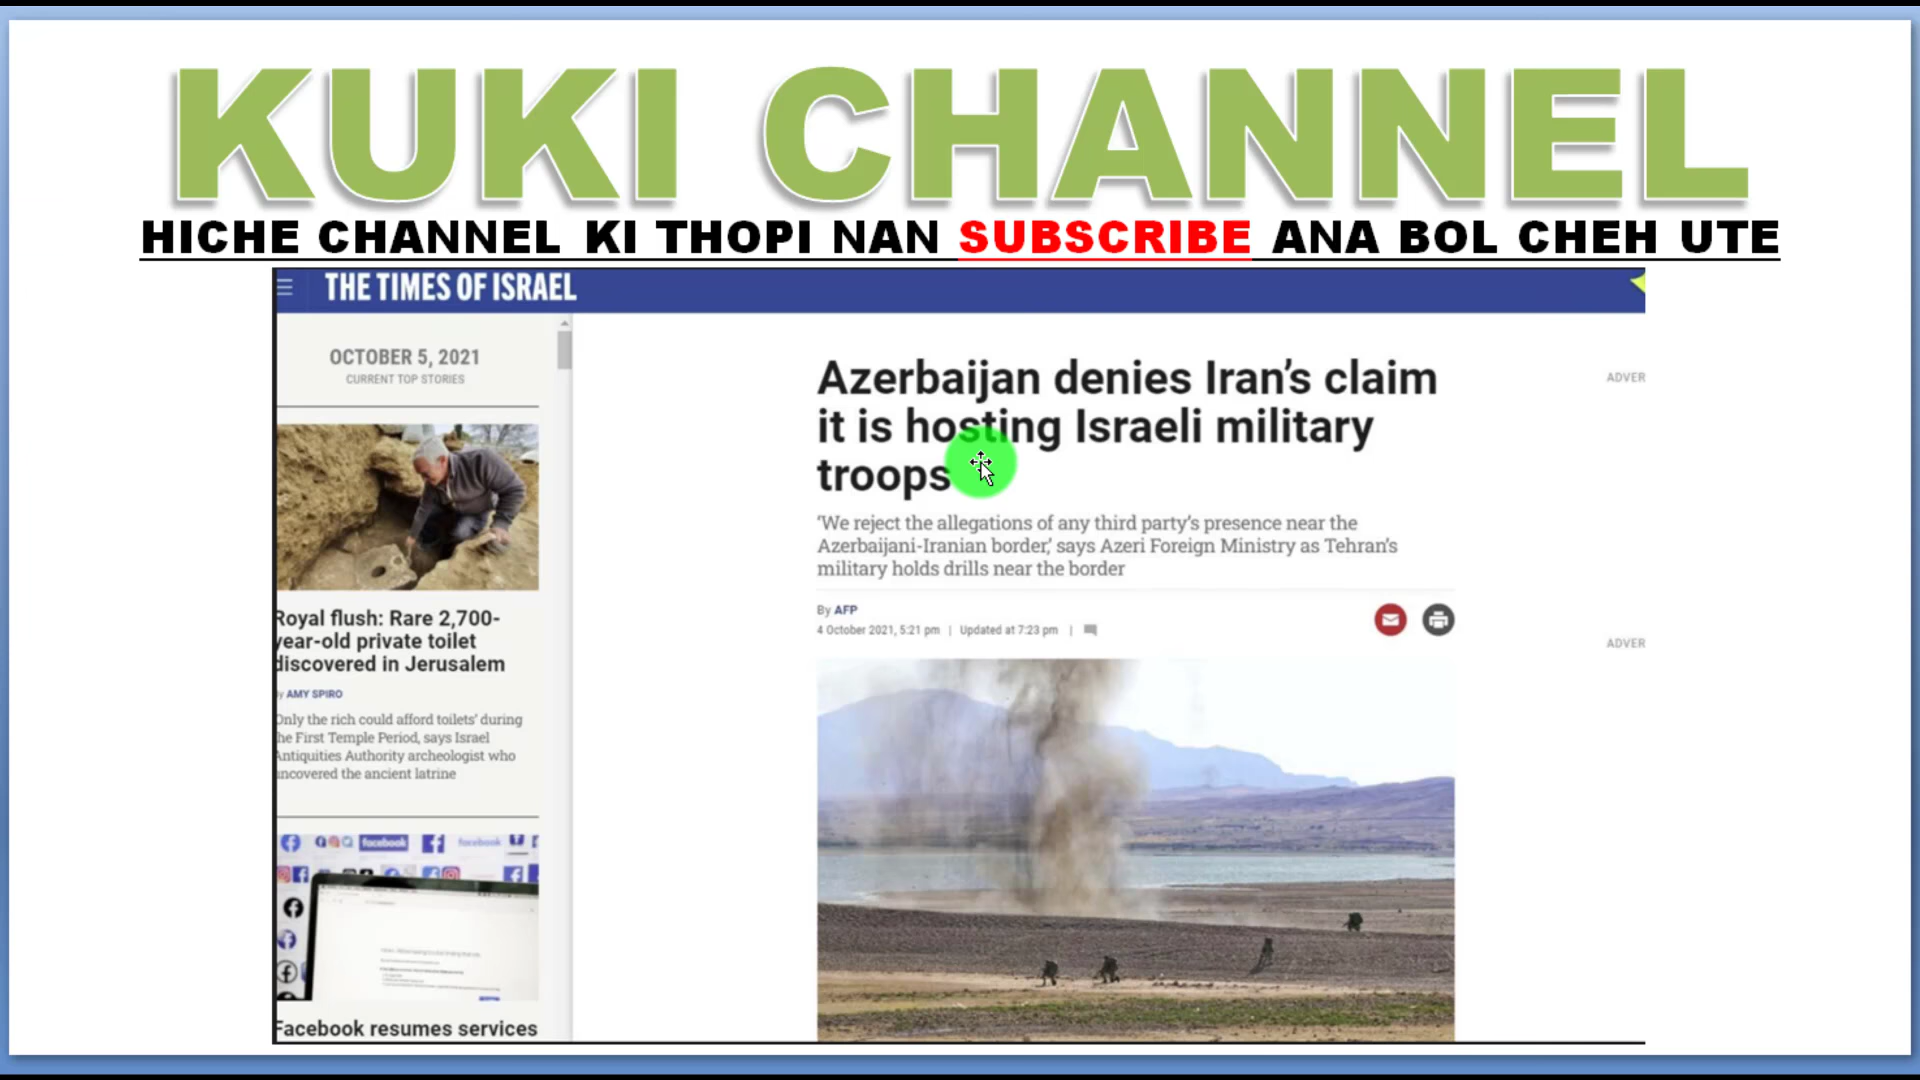 KUKI CHANNEL
HICHE CHANNEL KI THOPI NAN SUBSCRIBE ANA BOL CHEH UTE
THE TIMES OF ISRAEL
OCTOBER 5, 2021
CURRENT TOP STORIES
Royal flush: Rare 2,700-
year-old private toilet
discovered in Jerusalem
AMY SPIRO
Only the rich could afford toilets' during
the First Temple Period, says Israel
Antiquities Authority archeologist who
uncovered the ancient latrine
facebook
facebook
Facebook resumes services
Azerbaijan denies Iran's claim
it is hosting Israeli military
troops
'We reject the allegations of any third party's presence near the
Azerbaijani-Iranian border,' says Azeri Foreign Ministry as Tehran's
military holds drills near the border
By AFP
4 October 2021, 5:21 pm | Updated at 7:23 pm |
ADVER
ADVER